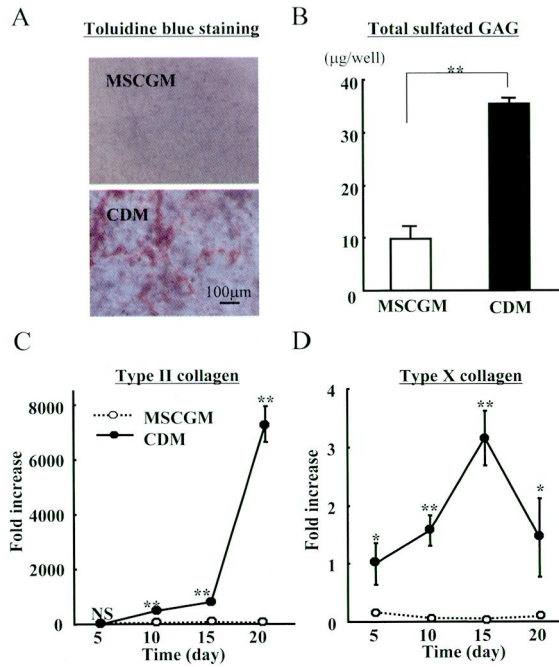 A
Toluidine blue staining
MSCGM
CDM
100μm
B
Total sulfated GAG
(μg/well)
**
40
30
20
10
0
MSCGM
CDM
C
Type II collagen
MSCGM
CDM
8000
6000
4000
2000
0
Fold increase
NS
**
**
**
5
10
15
20
Time (day)
D
Type X collagen
4
3
2
1
0
Fold increase
*
**
**
*
5
10
15
20
Time (day)